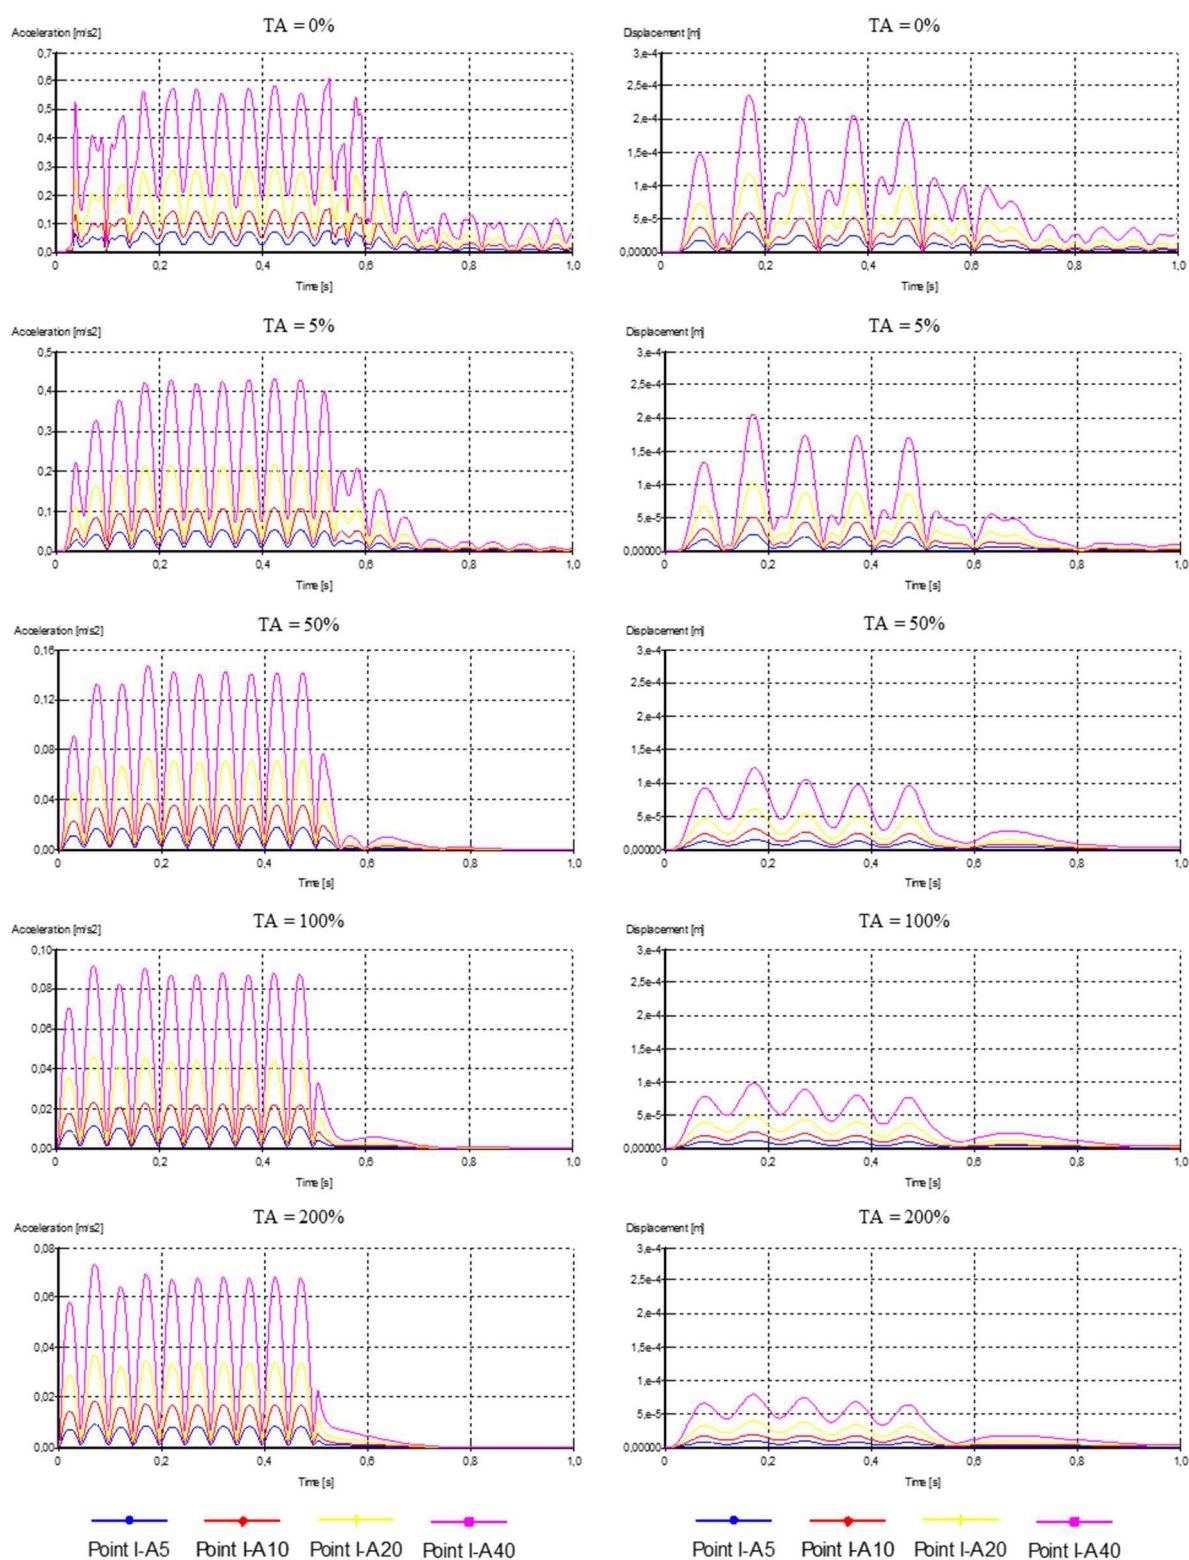 TA = 0%
TA = 0%
Acceleration [m/s2]
Displacement [m]
0,7
0,6
0,5
0,4
0,3
0,2
0,1
0,0
0 0,2 0,4 0,6 0,8 1,0
Time [s]
3,e-4
2,5e-4
2,e-4
1,5e-4
1,e-4
5,e-5
0,00000
0 0,2 0,4 0,6 0,8 1,0
Time [s]
TA = 5%
TA = 5%
Acceleration [m/s2]
Displacement [m]
0,5
0,4
0,3
0,2
0,1
0,0
0 0,2 0,4 0,6 0,8 1,0
Time [s]
3,e-4
2,5e-4
2,e-4
1,5e-4
1,e-4
5,e-5
0,00000
0 0,2 0,4 0,6 0,8 1,0
Time [s]
TA = 50%
TA = 50%
Acceleration [m/s2]
Displacement [m]
0,16
0,12
0,08
0,04
0,00
0 0,2 0,4 0,6 0,8 1,0
Time [s]
3,e-4
2,5e-4
2,e-4
1,5e-4
1,e-4
5,e-5
0,00000
0 0,2 0,4 0,6 0,8 1,0
Time [s]
TA = 100%
TA = 100%
Acceleration [m/s2]
Displacement [m]
0,10
0,08
0,06
0,04
0,02
0,00
0 0,2 0,4 0,6 0,8 1,0
Time [s]
3,e-4
2,5e-4
2,e-4
1,5e-4
1,e-4
5,e-5
0,00000
0 0,2 0,4 0,6 0,8 1,0
Time [s]
TA = 200%
TA = 200%
Acceleration [m/s2]
Displacement [m]
0,08
0,06
0,04
0,02
0,00
0 0,2 0,4 0,6 0,8 1,0
Time [s]
3,e-4
2,5e-4
2,e-4
1,5e-4
1,e-4
5,e-5
0,00000
0 0,2 0,4 0,6 0,8 1,0
Time [s]
Point I-A5 Point I-A10 Point I-A20 Point I-A40
Point I-A5 Point I-A10 Point I-A20 Point I-A40